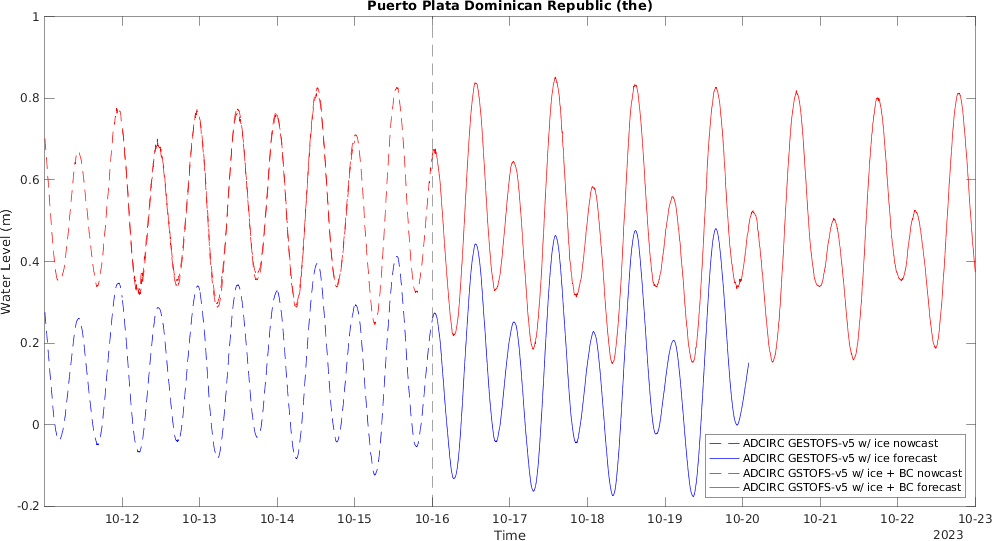 Puerto Plata Dominican Republic (the)
1
0.8
0.6
0.4
0.2
0
-0.2
Water Level (m)
10-12
10-13
10-14
10-15
10-16
10-17
10-18
10-19
10-20
10-21
10-22
10-23
Time
2023
ADCIRC GESTOFS-v5 w/ ice nowcast
ADCIRC GESTOFS-v5 w/ ice forecast
ADCIRC GSTOFS-v5 w/ ice + BC nowcast
ADCIRC GSTOFS-v5 w/ ice + BC forecast